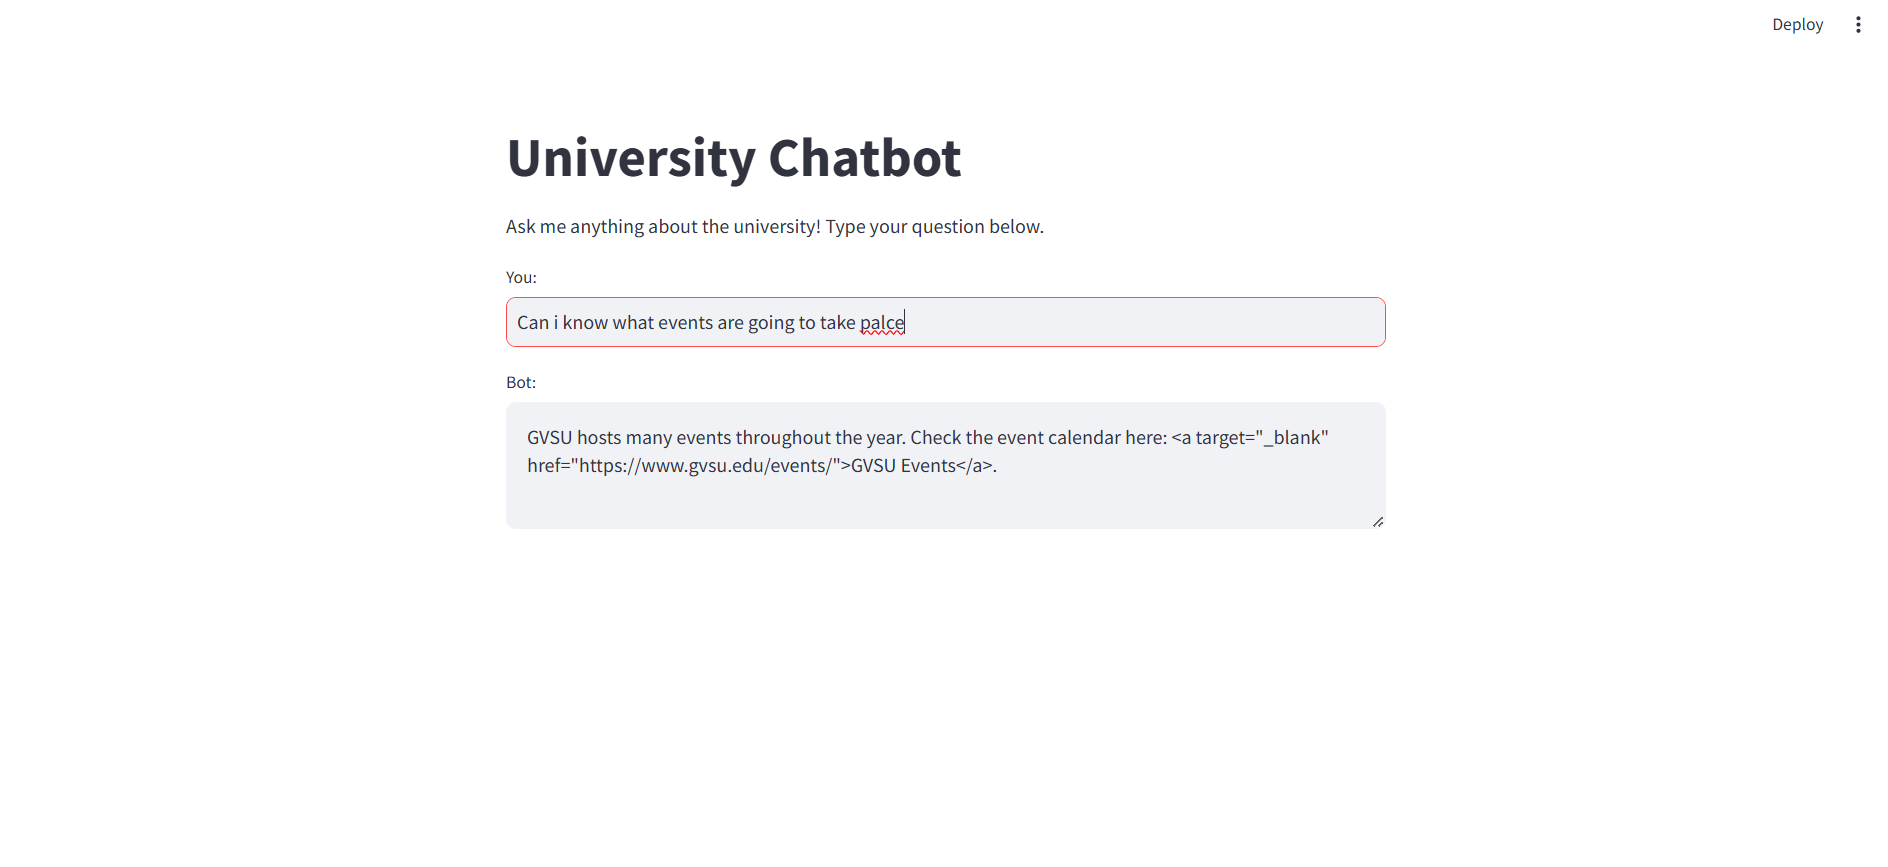 Deploy
University Chatbot
Ask me anything about the university! Type your question below.
You:
Can i know what events are going to take palce
Bot:
GVSU hosts many events throughout the year. Check the event calendar here: <a target="_blank"
href="https://www.gvsu.edu/events/">GVSU Events</a>.